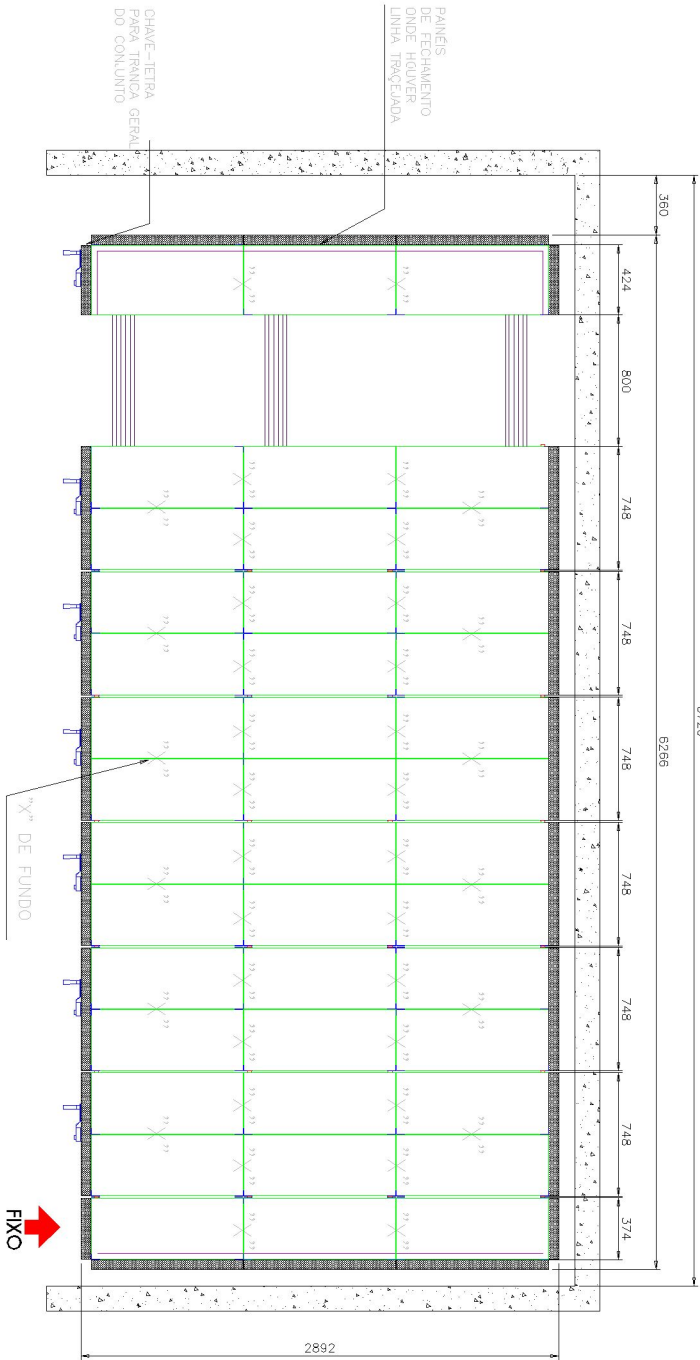 PAINÉIS
DE FECHAMENTO
ONDE HOUVER
LINHA TRAÇEJADA
CHAVE-TETRA
PARA TRANCA GERAL
DO CONJUNTO
6266
360
424
800
748
748
748
748
748
748
374
2892
"X" DE FUNDO
FIXO